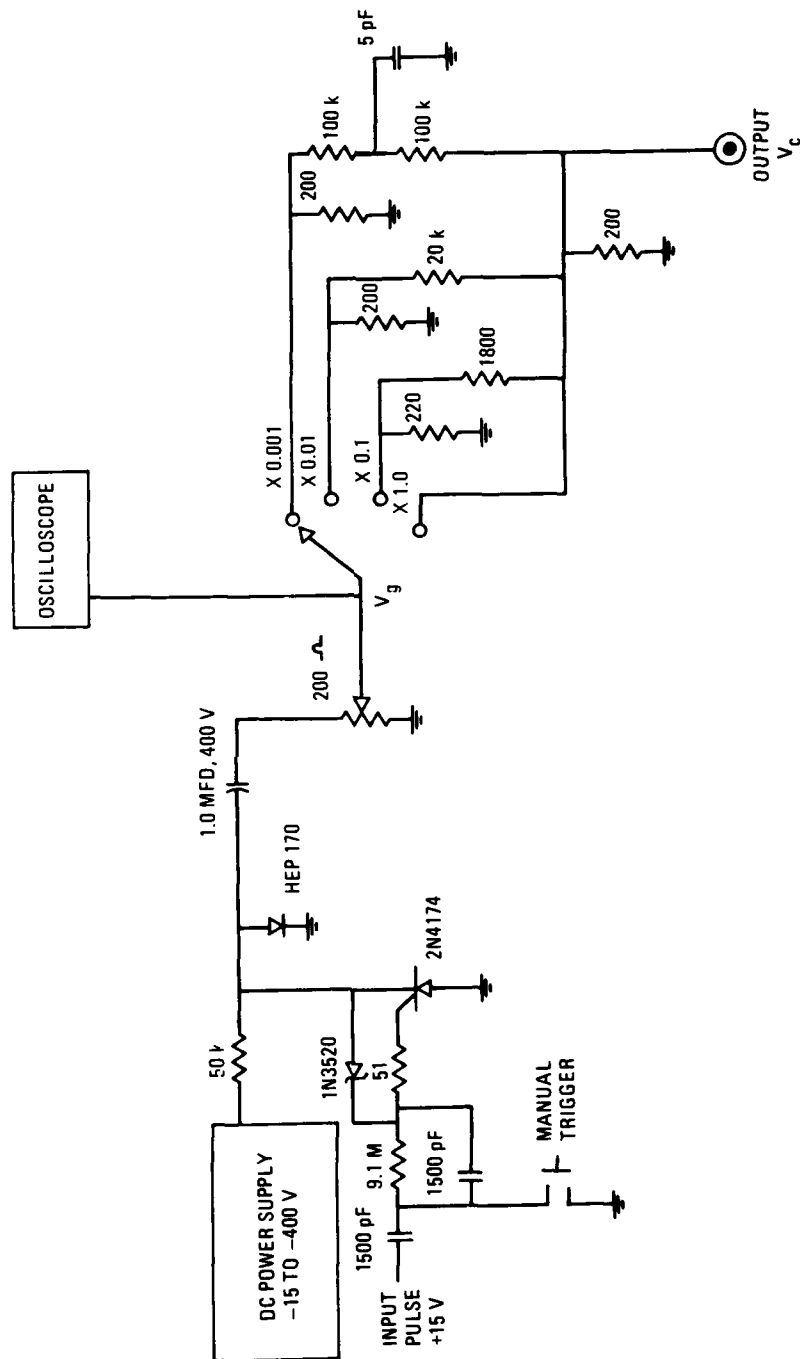 DC POWER SUPPLY
–15 TO –400 V
50 k
HEP 170
1.0 MFD, 400 V
200
OSCILLOSCOPE
V g
X 0.001
X 0.01
X 0.1
X 1.0
200
100 k
5 pF
100 k
200
20 k
220
1800
200
OUTPUT
V c
1N3520
51
2N4174
9.1 M
1500 pF
1500 pF
INPUT
PULSE
+15 V
MANUAL
TRIGGER